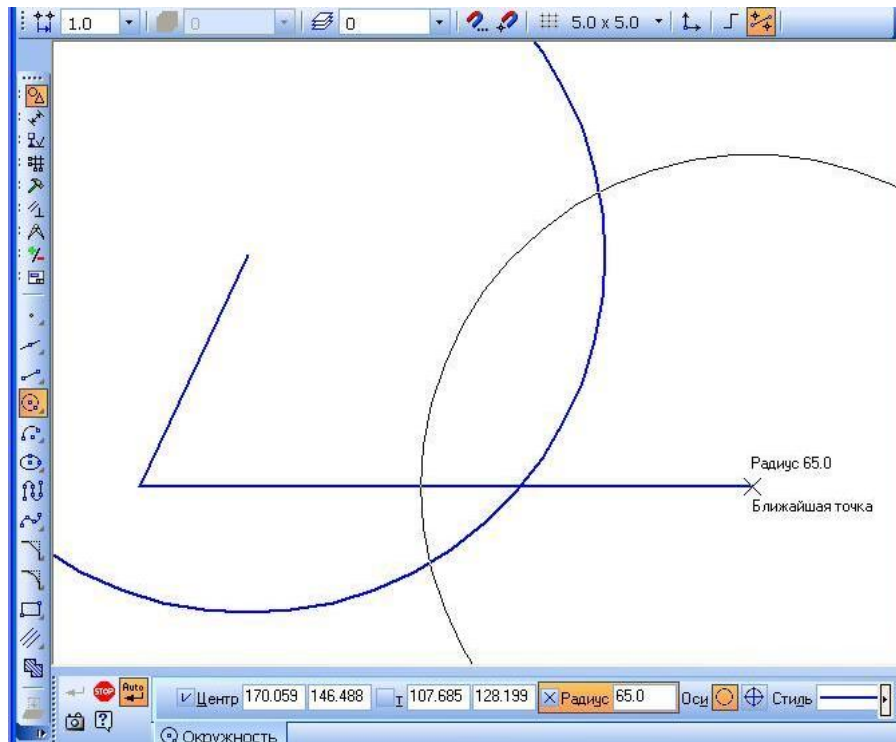 1.0 0 0 5.0 x 5.0
Радиус 65.0
Ближайшая точка
STOP Auto Центр 170.059 146.488 т 107.685 128.199 Радиус 65.0 Оси Стиль
Окружность